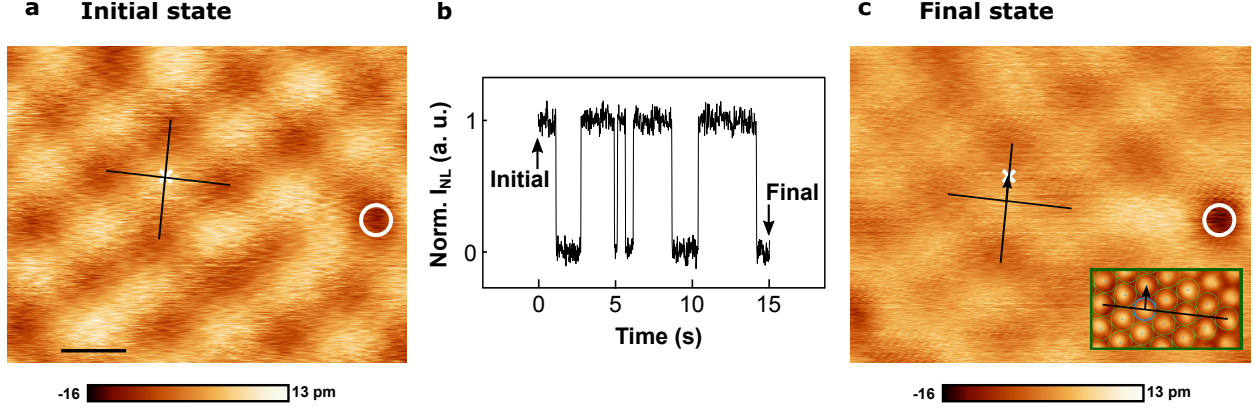 a Initial state
b
c Final state
Norm. I_NL (a. u.)
1
0
Initial
Final
0 5 10 15
Time (s)
-16 13 pm
-16 13 pm